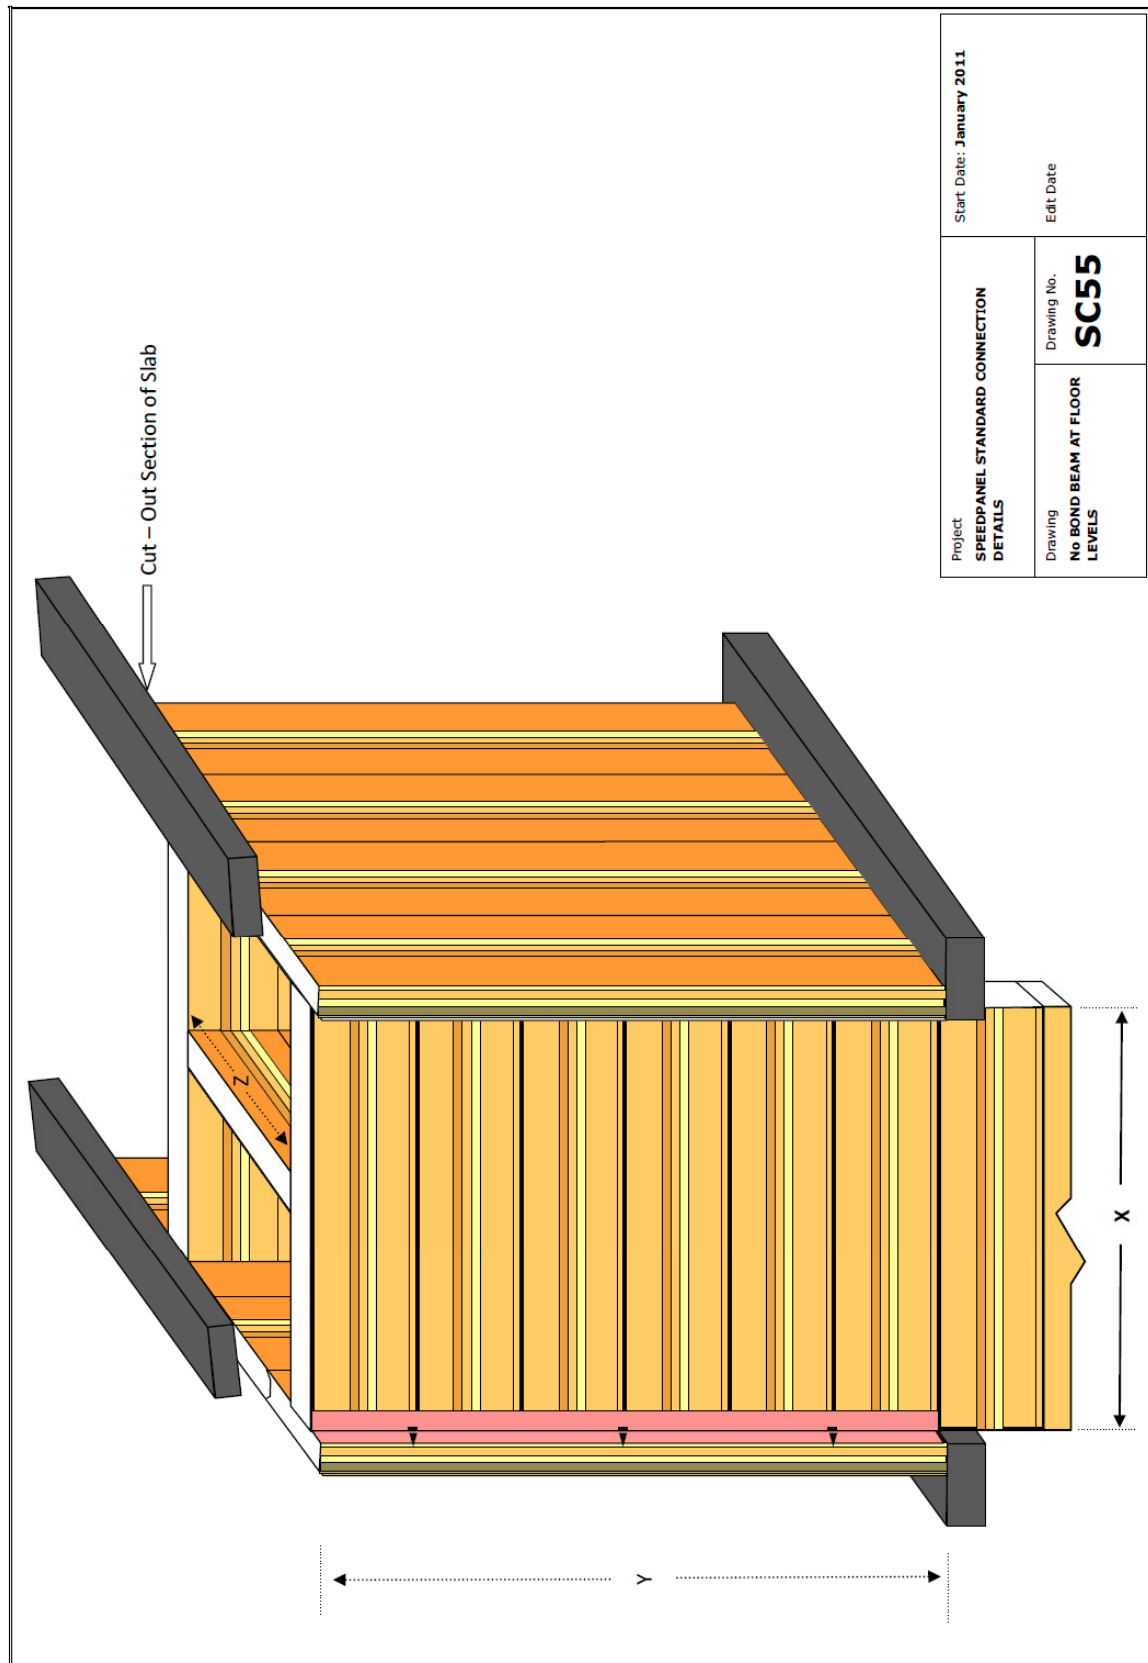 Cut – Out Section of Slab
Z
Y
X
Project
SPEEDPANEL STANDARD CONNECTION
DETAILS
Start Date: January 2011
Drawing
No BOND BEAM AT FLOOR
LEVELS
Drawing No.
SC55
Edit Date